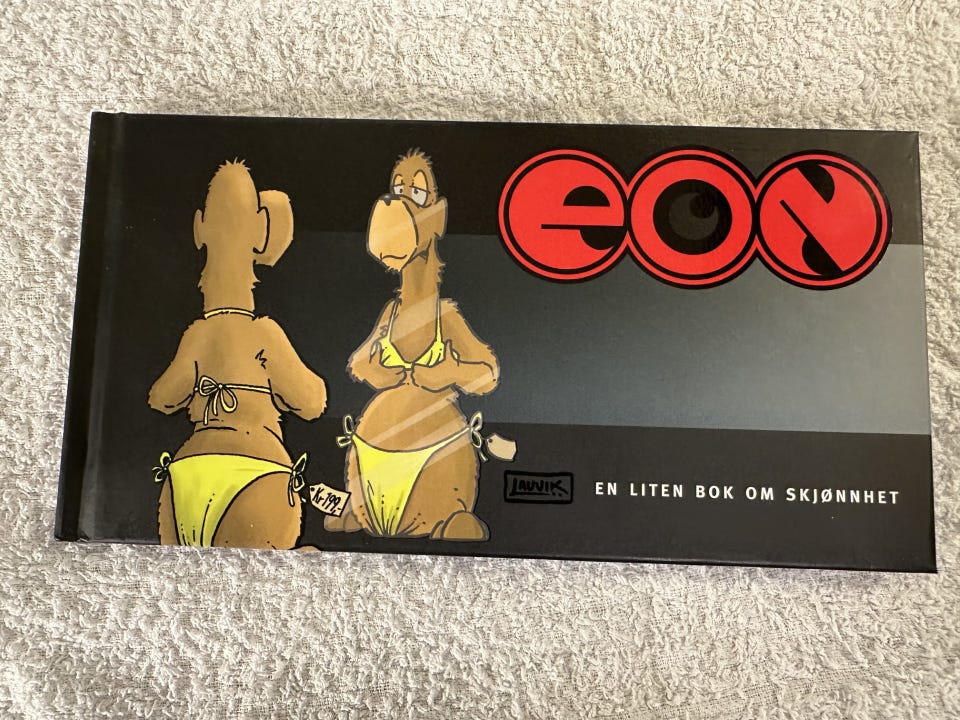 eon
Kr 199,-
LAUVIK
EN LITEN BOK OM SKJØNNHET